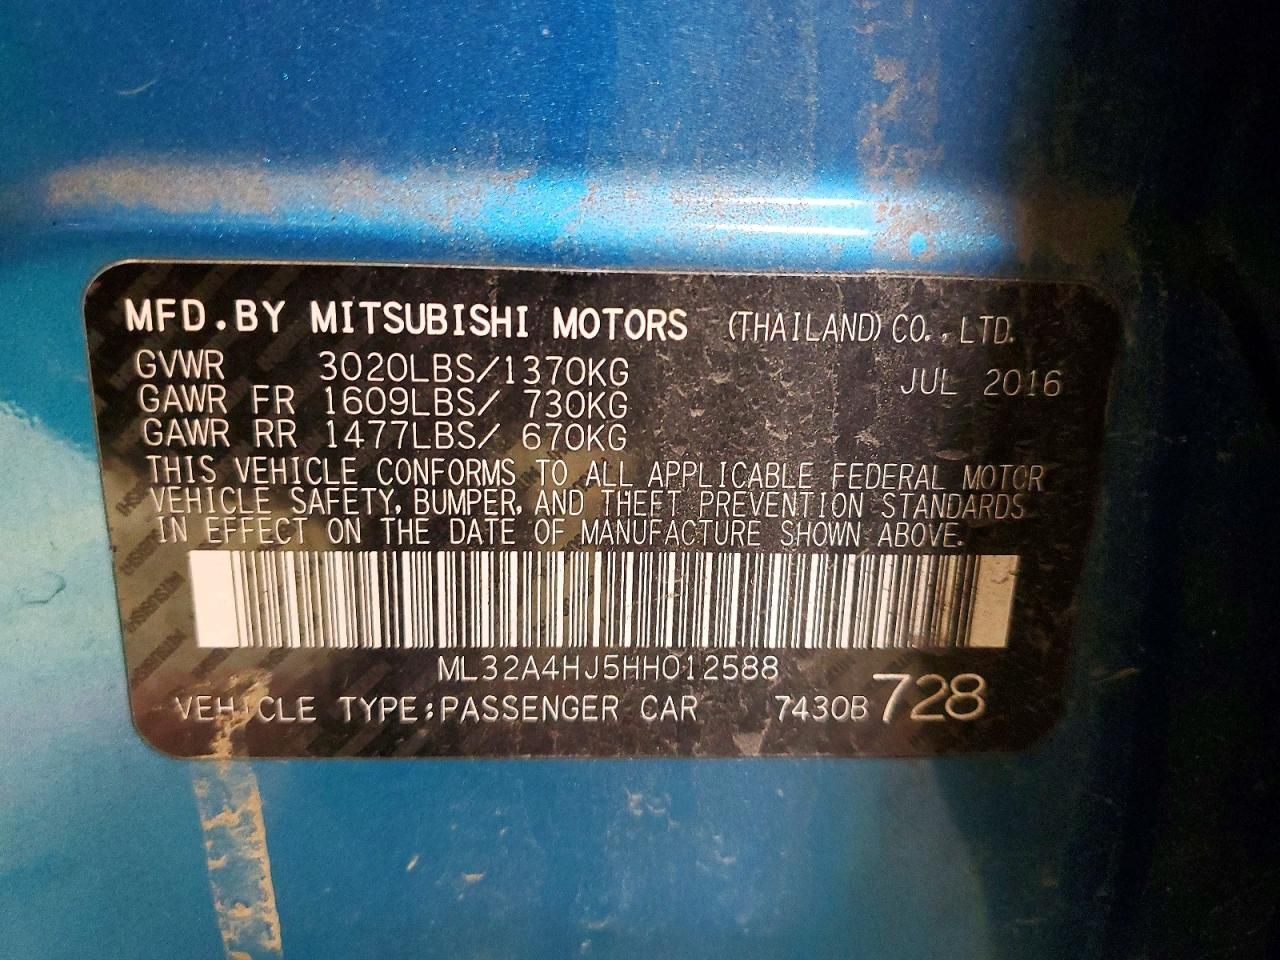 MFD.BY MITSUBISHI MOTORS (THAILAND) CO., LTD.
GVWR 3020LBS/1370KG JUL 2016
GAWR FR 1609LBS/ 730KG
GAWR RR 1477LBS/ 670KG
THIS VEHICLE CONFORMS TO ALL APPLICABLE FEDERAL MOTOR
VEHICLE SAFETY, BUMPER, AND THEFT PREVENTION STANDARDS
IN EFFECT ON THE DATE OF MANUFACTURE SHOWN ABOVE.
ML32A4HJ5HH012588
VEHICLE TYPE:PASSENGER CAR 7430B 728